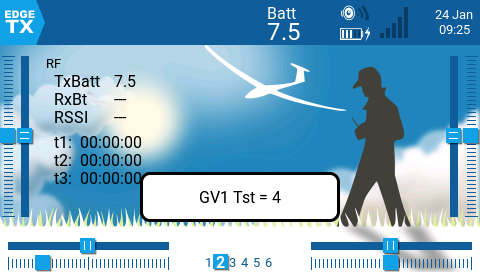 EDGE
TX
Batt
7.5
24 Jan
09:25
RF
TxBatt 7.5
RxBt ---
RSSI ---
t1: 00:00:00
t2: 00:00:00
t3: 00:00:00
GV1 Tst = 4
1 2 3 4 5 6